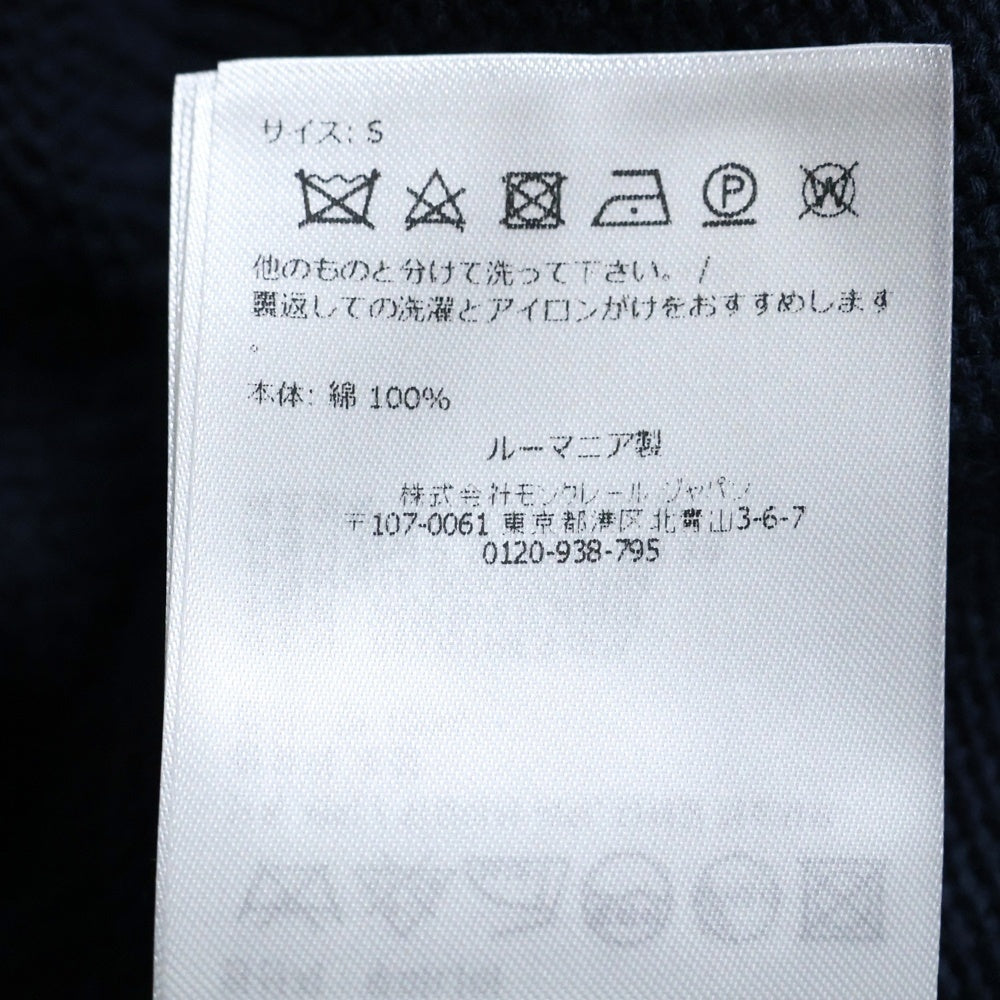 サイズ: S
他のものと分けて洗って下さい。 /
裏返しての洗濯とアイロンがけをおすすめします
。
本体: 綿 100%
ルーマニア製
株式会社モンクレール ジャパン
〒107-0061 東京都港区北青山3-6-7
0120-938-795